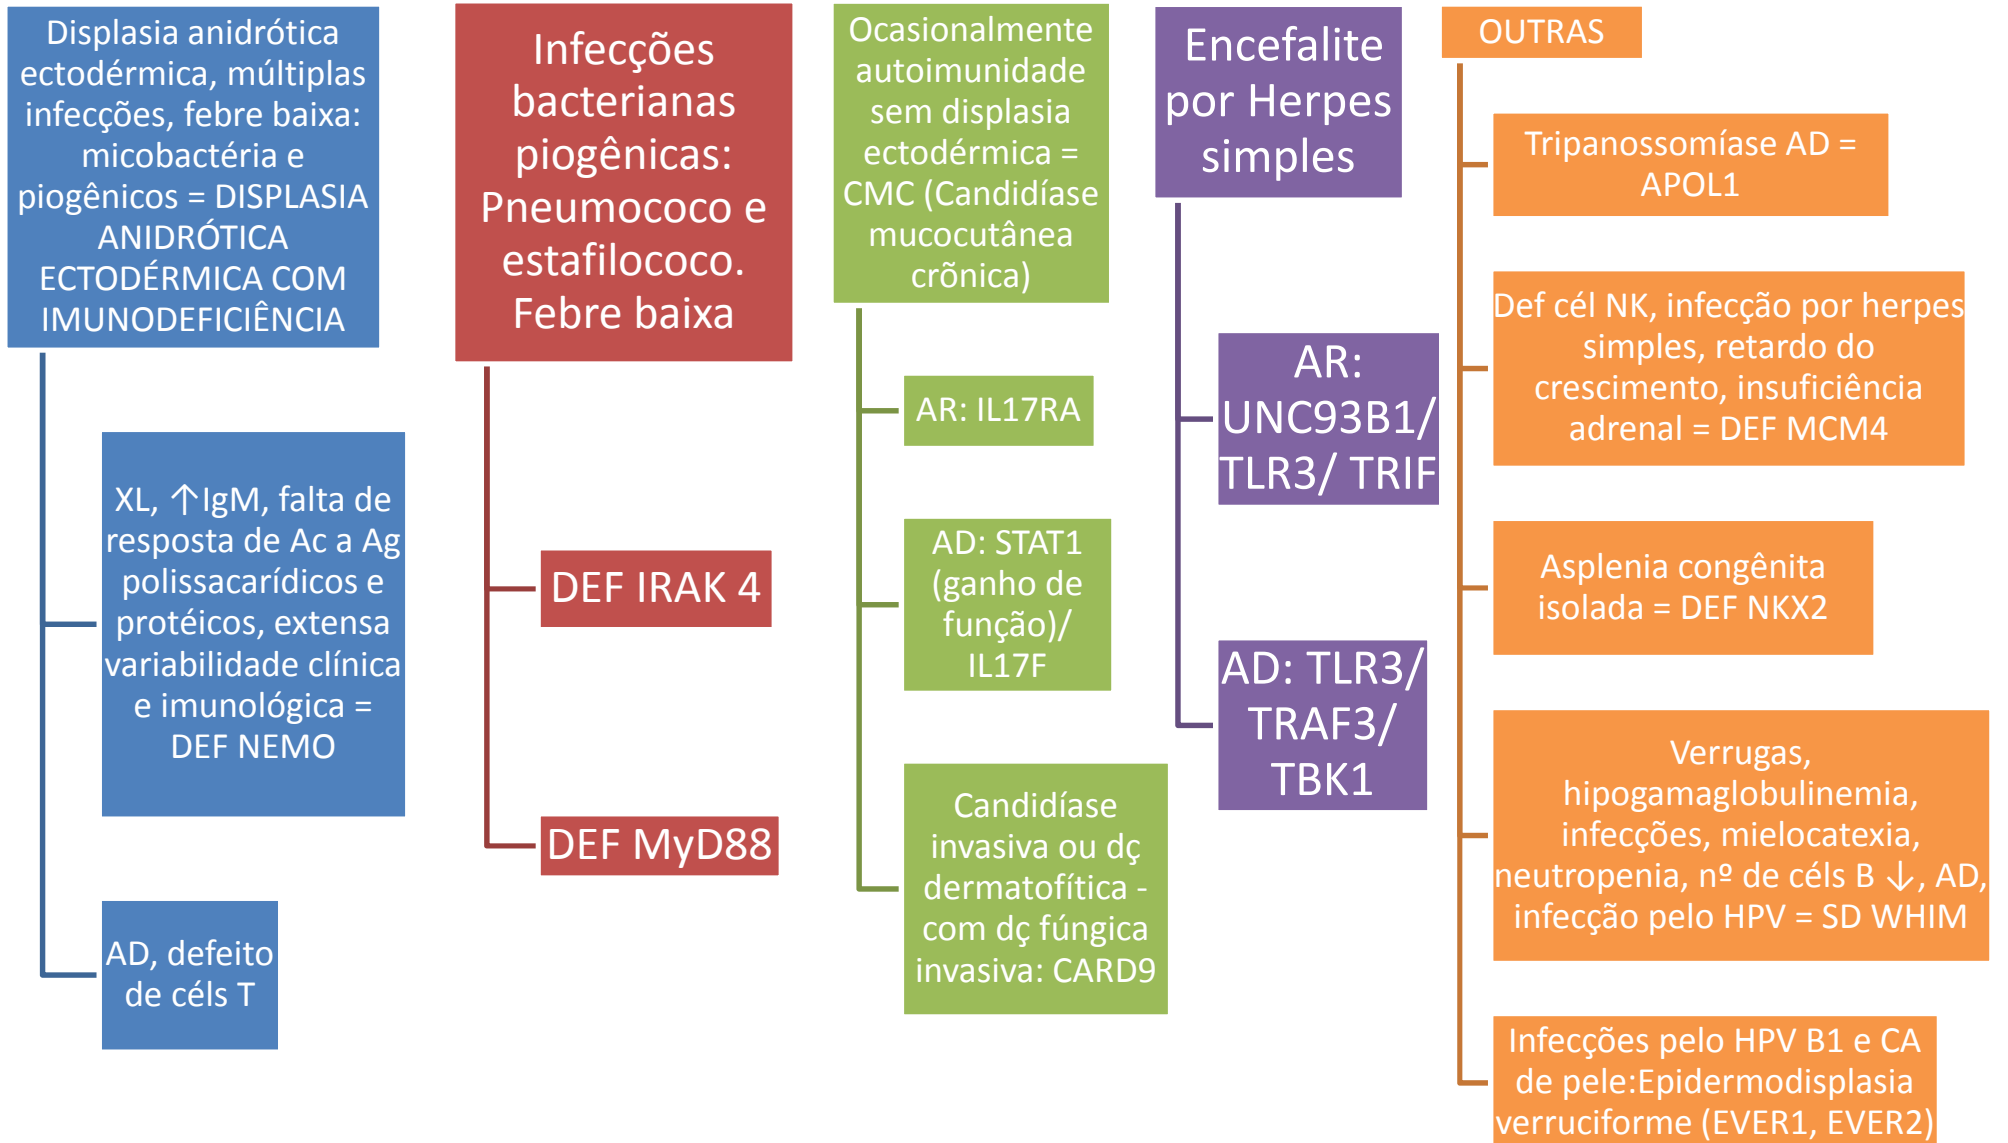 Displasia anidrótica
ectodérmica, múltiplas
infecções, febre baixa:
micobactéria e
piogênicos = DISPLASIA
ANIDRÓTICA
ECTODÉRMICA COM
IMUNODEFICIÊNCIA
XL, ↑IgM, falta de
resposta de Ac a Ag
polissacarídicos e
protéicos, extensa
variabilidade clínica
e imunológica =
DEF NEMO
AD, defeito
de céls T
Infecções
bacterianas
piogênicas:
Pneumococo e
estafilococo.
Febre baixa
DEF IRAK 4
DEF MyD88
Ocasionalmente
autoimunidade
sem displasia
ectodérmica =
CMC (Candidíase
mucocutânea
crõnica)
AR: IL17RA
AD: STAT1
(ganho de
função)/
IL17F
Candidíase
invasiva ou dç
dermatofítica -
com dç fúngica
invasiva: CARD9
Encefalite
por Herpes
simples
AR:
UNC93B1/
TLR3/ TRIF
AD: TLR3/
TRAF3/
TBK1
OUTRAS
Tripanossomíase AD =
APOL1
Def cél NK, infecção por herpes
simples, retardo do
crescimento, insuficiência
adrenal = DEF MCM4
Asplenia congênita
isolada = DEF NKX2
Verrugas,
hipogamaglobulinemia,
infecções, mielocatexia,
neutropenia, nº de céls B ↓, AD,
infecção pelo HPV = SD WHIM
Infecções pelo HPV B1 e CA
de pele:Epidermodisplasia
verruciforme (EVER1, EVER2)